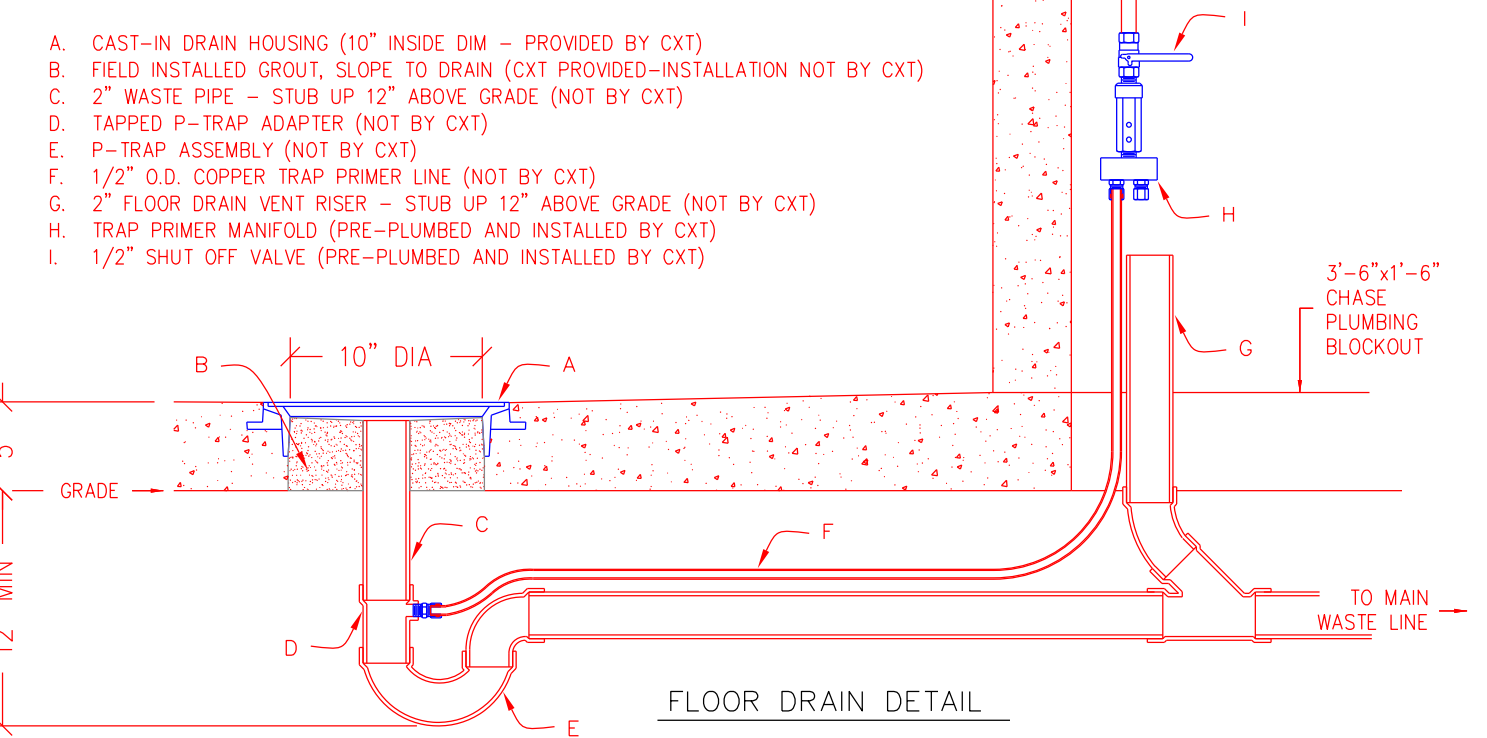 A. CAST-IN DRAIN HOUSING (10" INSIDE DIM - PROVIDED BY CXT)
B. FIELD INSTALLED GROUT, SLOPE TO DRAIN (CXT PROVIDED-INSTALLATION NOT BY CXT)
C. 2" WASTE PIPE - STUB UP 12" ABOVE GRADE (NOT BY CXT)
D. TAPPED P-TRAP ADAPTER (NOT BY CXT)
E. P-TRAP ASSEMBLY (NOT BY CXT)
F. 1/2" O.D. COPPER TRAP PRIMER LINE (NOT BY CXT)
G. 2" FLOOR DRAIN VENT RISER - STUB UP 12" ABOVE GRADE (NOT BY CXT)
H. TRAP PRIMER MANIFOLD (PRE-PLUMBED AND INSTALLED BY CXT)
I. 1/2" SHUT OFF VALVE (PRE-PLUMBED AND INSTALLED BY CXT)
I
H
3'-6"x1'-6"
CHASE
PLUMBING
BLOCKOUT
G
B
10" DIA
A
GRADE
C
F
12" MIN
D
TO MAIN
WASTE LINE
E
FLOOR DRAIN DETAIL